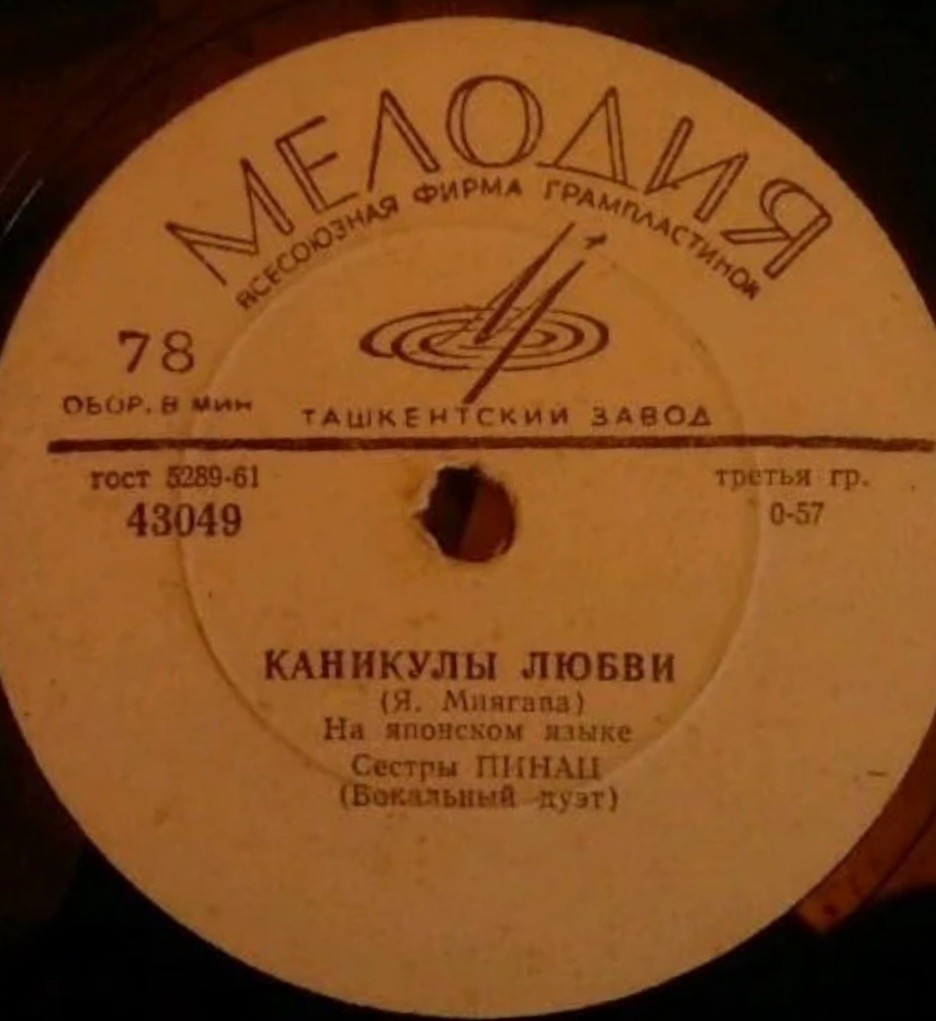 МЕЛОДИЯ
ВСЕСОЮЗНАЯ ФИРМА ГРАМПЛАСТИНОК
78
ОБОР. В МИН
ТАШКЕНТСКИЙ ЗАВОД
гост 5289-61
третья гр.
43049
0-57
КАНИКУЛЫ ЛЮБВИ
(Я. Миягава)
На японском языке
Сестры ПИНАЦ
(Вокальный дуэт)